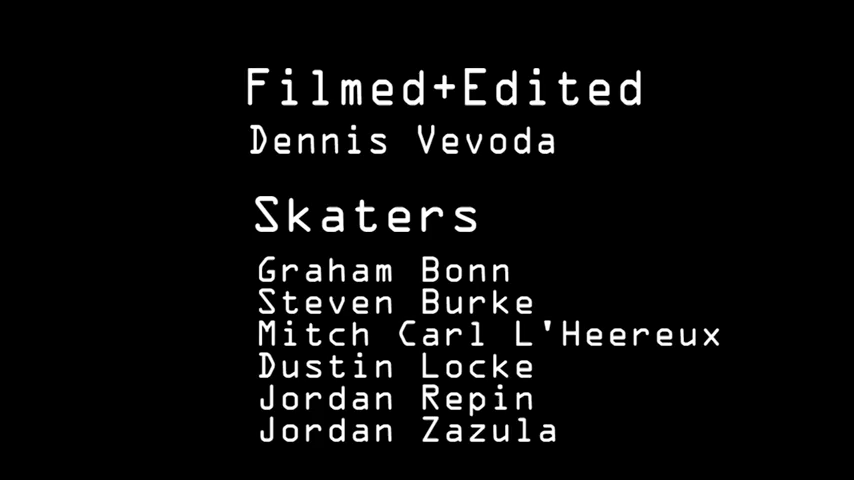 Filmed+Edited
Dennis Vevoda
Skaters
Graham Bonn
Steven Burke
Mitch Carl L'Heereux
Dustin Locke
Jordan Repin
Jordan Zazula